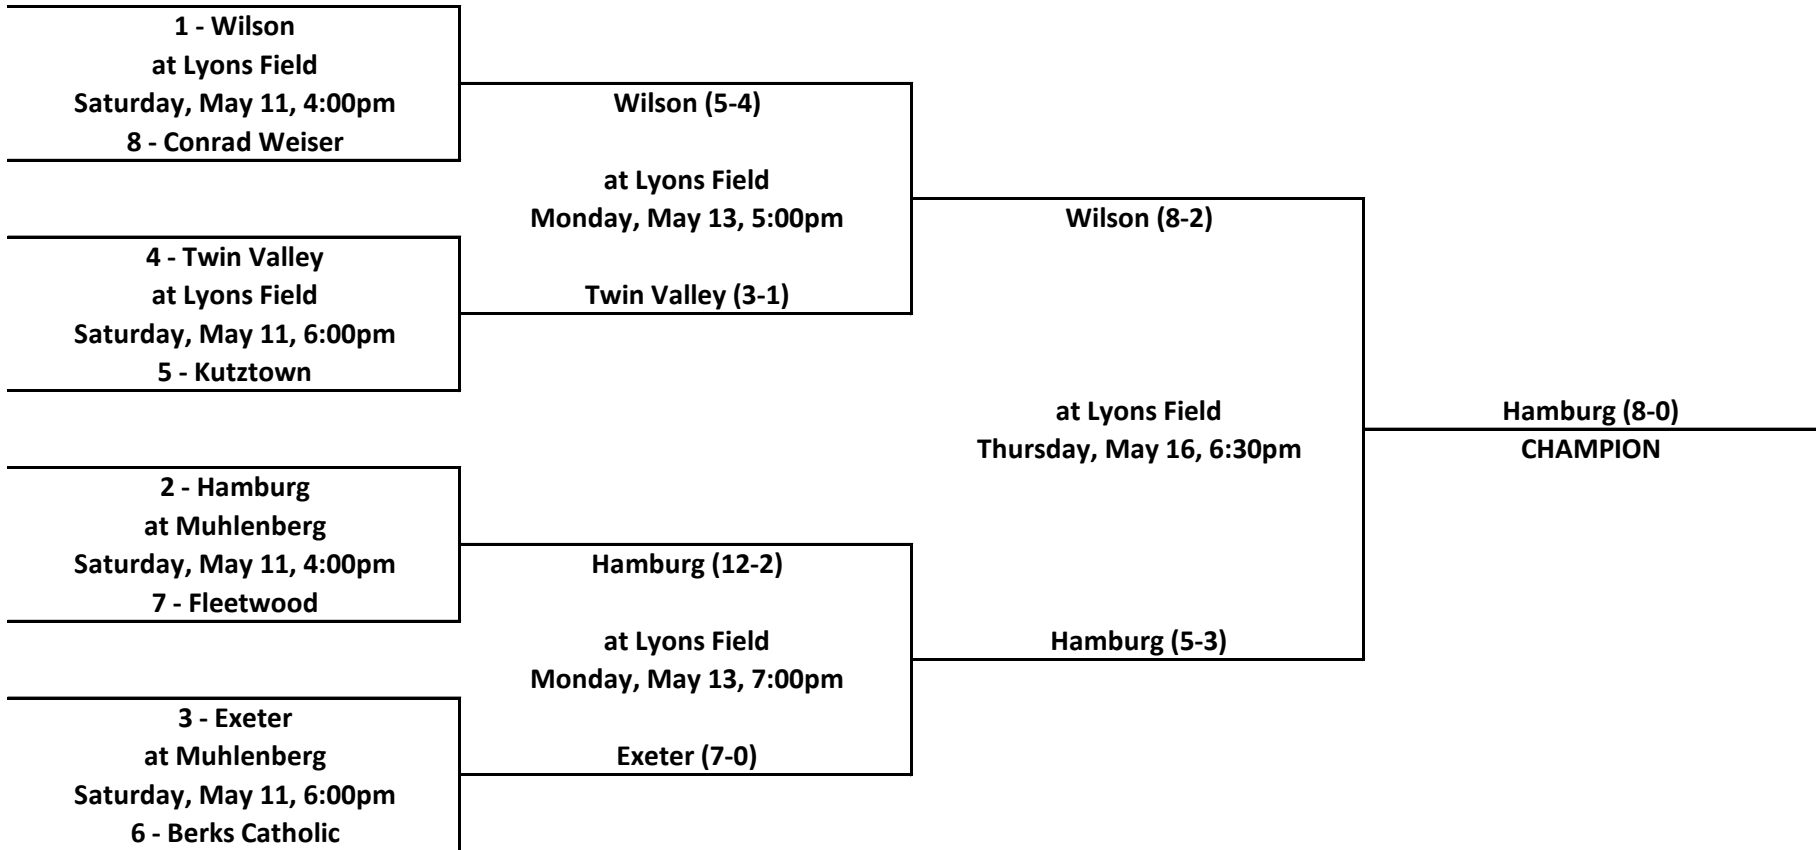 1 - Wilson
at Lyons Field
Saturday, May 11, 4:00pm
8 - Conrad Weiser
4 - Twin Valley
at Lyons Field
Saturday, May 11, 6:00pm
5 - Kutztown
2 - Hamburg
at Muhlenberg
Saturday, May 11, 4:00pm
7 - Fleetwood
3 - Exeter
at Muhlenberg
Saturday, May 11, 6:00pm
6 - Berks Catholic
Wilson (5-4)
at Lyons Field
Monday, May 13, 5:00pm
Twin Valley (3-1)
Hamburg (12-2)
at Lyons Field
Monday, May 13, 7:00pm
Exeter (7-0)
Wilson (8-2)
at Lyons Field
Thursday, May 16, 6:30pm
Hamburg (5-3)
Hamburg (8-0)
CHAMPION